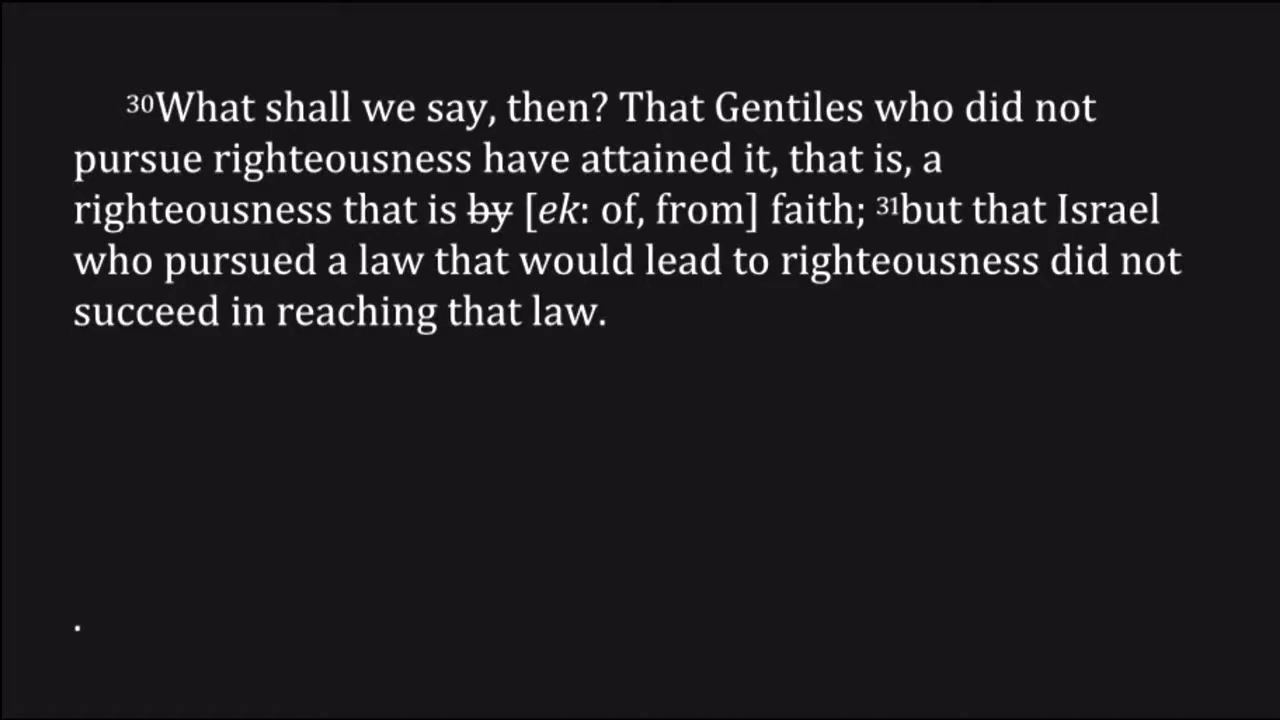 ³⁰What shall we say, then? That Gentiles who did not
pursue righteousness have attained it, that is, a
righteousness that is by [ek: of, from] faith; ³¹but that Israel
who pursued a law that would lead to righteousness did not
succeed in reaching that law.
.